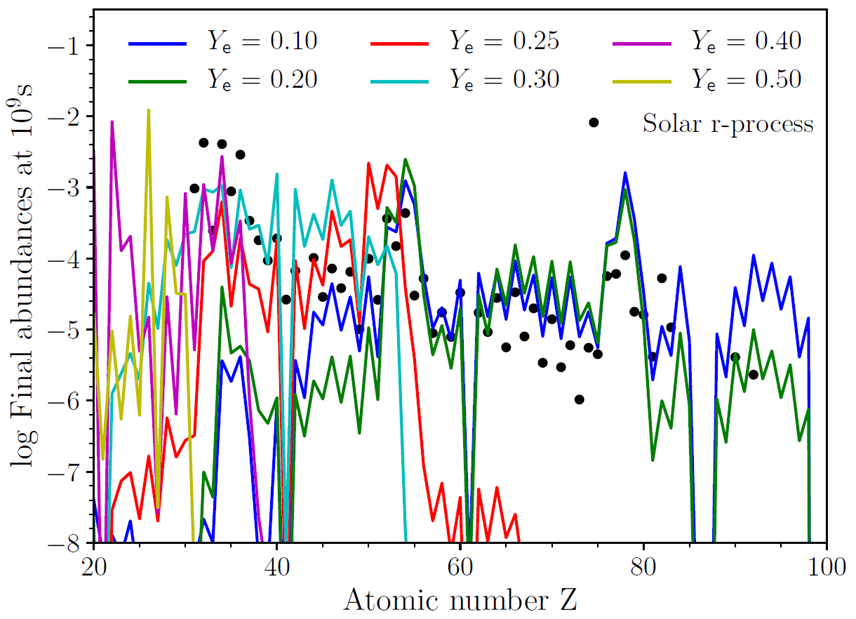 Yₑ = 0.10 Yₑ = 0.25 Yₑ = 0.40
Yₑ = 0.20 Yₑ = 0.30 Yₑ = 0.50
Solar r-process
log Final abundances at 10⁹s
−1
−2
−3
−4
−5
−6
−7
−8
20 40 60 80 100
Atomic number Z